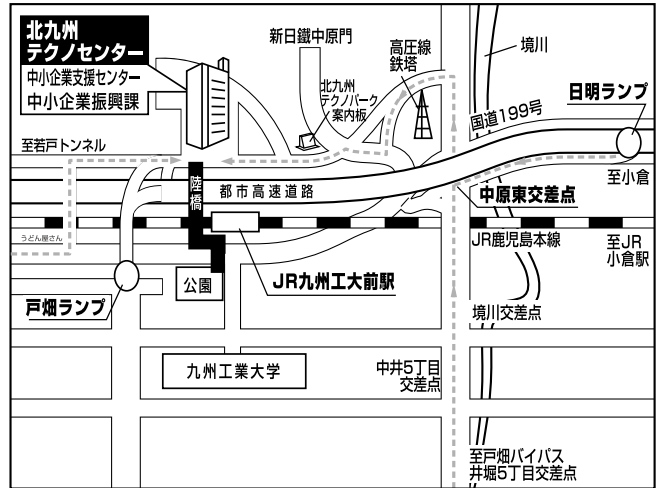 北九州
テクノセンター
中小企業支援センター
中小企業振興課
新日鐵中原門
高圧線
鉄塔
境川
北九州
テクノパーク
案内板
日明ランプ
国道199号
至若戸トンネル
陸橋
都市高速道路
至小倉
中原東交差点
うどん屋さん
JR鹿児島本線
至JR
小倉駅
公園
JR九州工大前駅
戸畑ランプ
境川交差点
九州工業大学
中井5丁目
交差点
至戸畑バイパス
井堀5丁目交差点